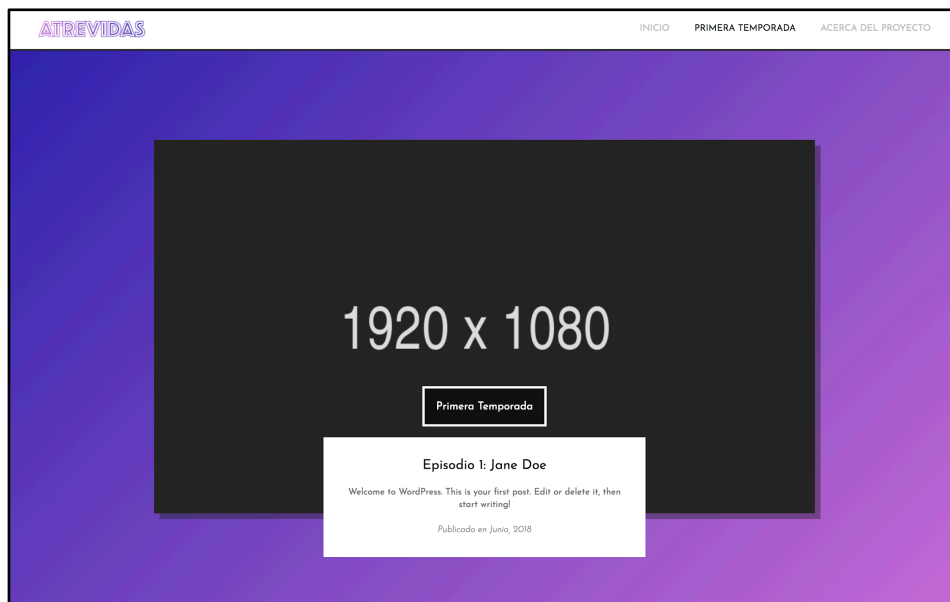 ATREVIDAS
INICIO PRIMERA TEMPORADA ACERCA DEL PROYECTO
1920 x 1080
Primera Temporada
Episodio 1: Jane Doe
Welcome to WordPress. This is your first post. Edit or delete it, then
start writing!
Publicado en Junio, 2018